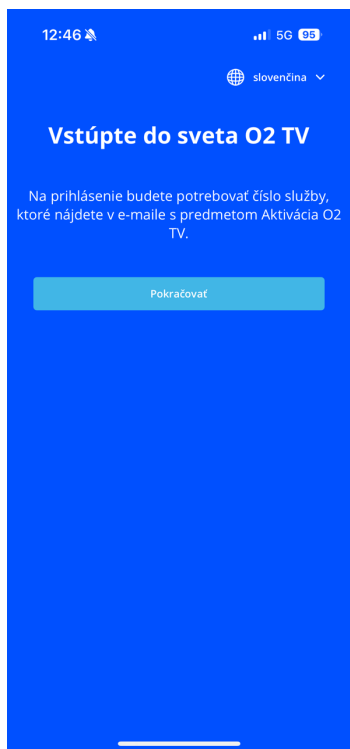 12:46 5G 95
slovenčina
Vstúpte do sveta O2 TV
Na prihlásenie budete potrebovať číslo služby,
ktoré nájdete v e-maile s predmetom Aktivácia O2
TV.
Pokračovať